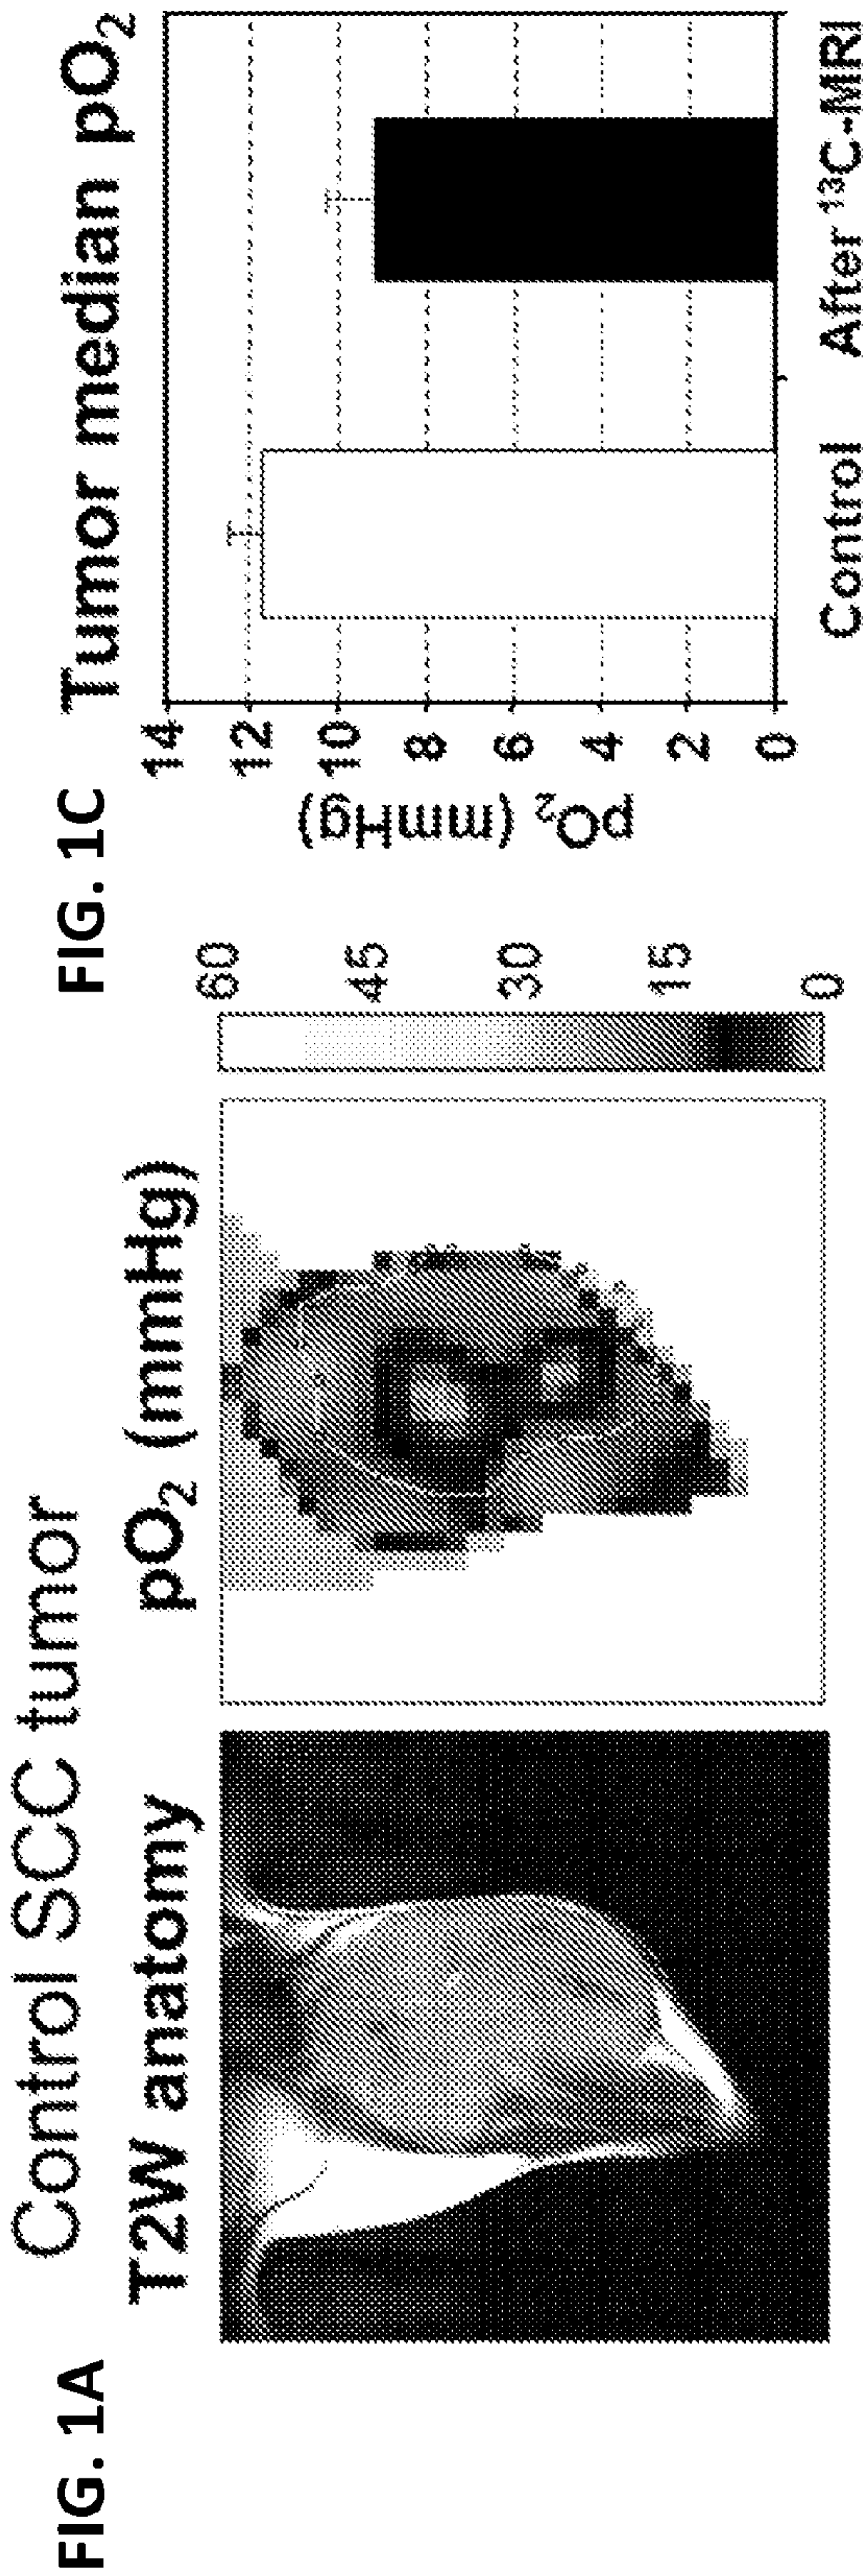 FIG. 1A
Control SCC tumor
T2W anatomy
pO₂ (mmHg)
60
45
30
15
0
FIG. 1C
Tumor median pO₂
pO₂ (mmHg)
14
12
10
8
6
4
2
0
Control
After ¹³C-MRI